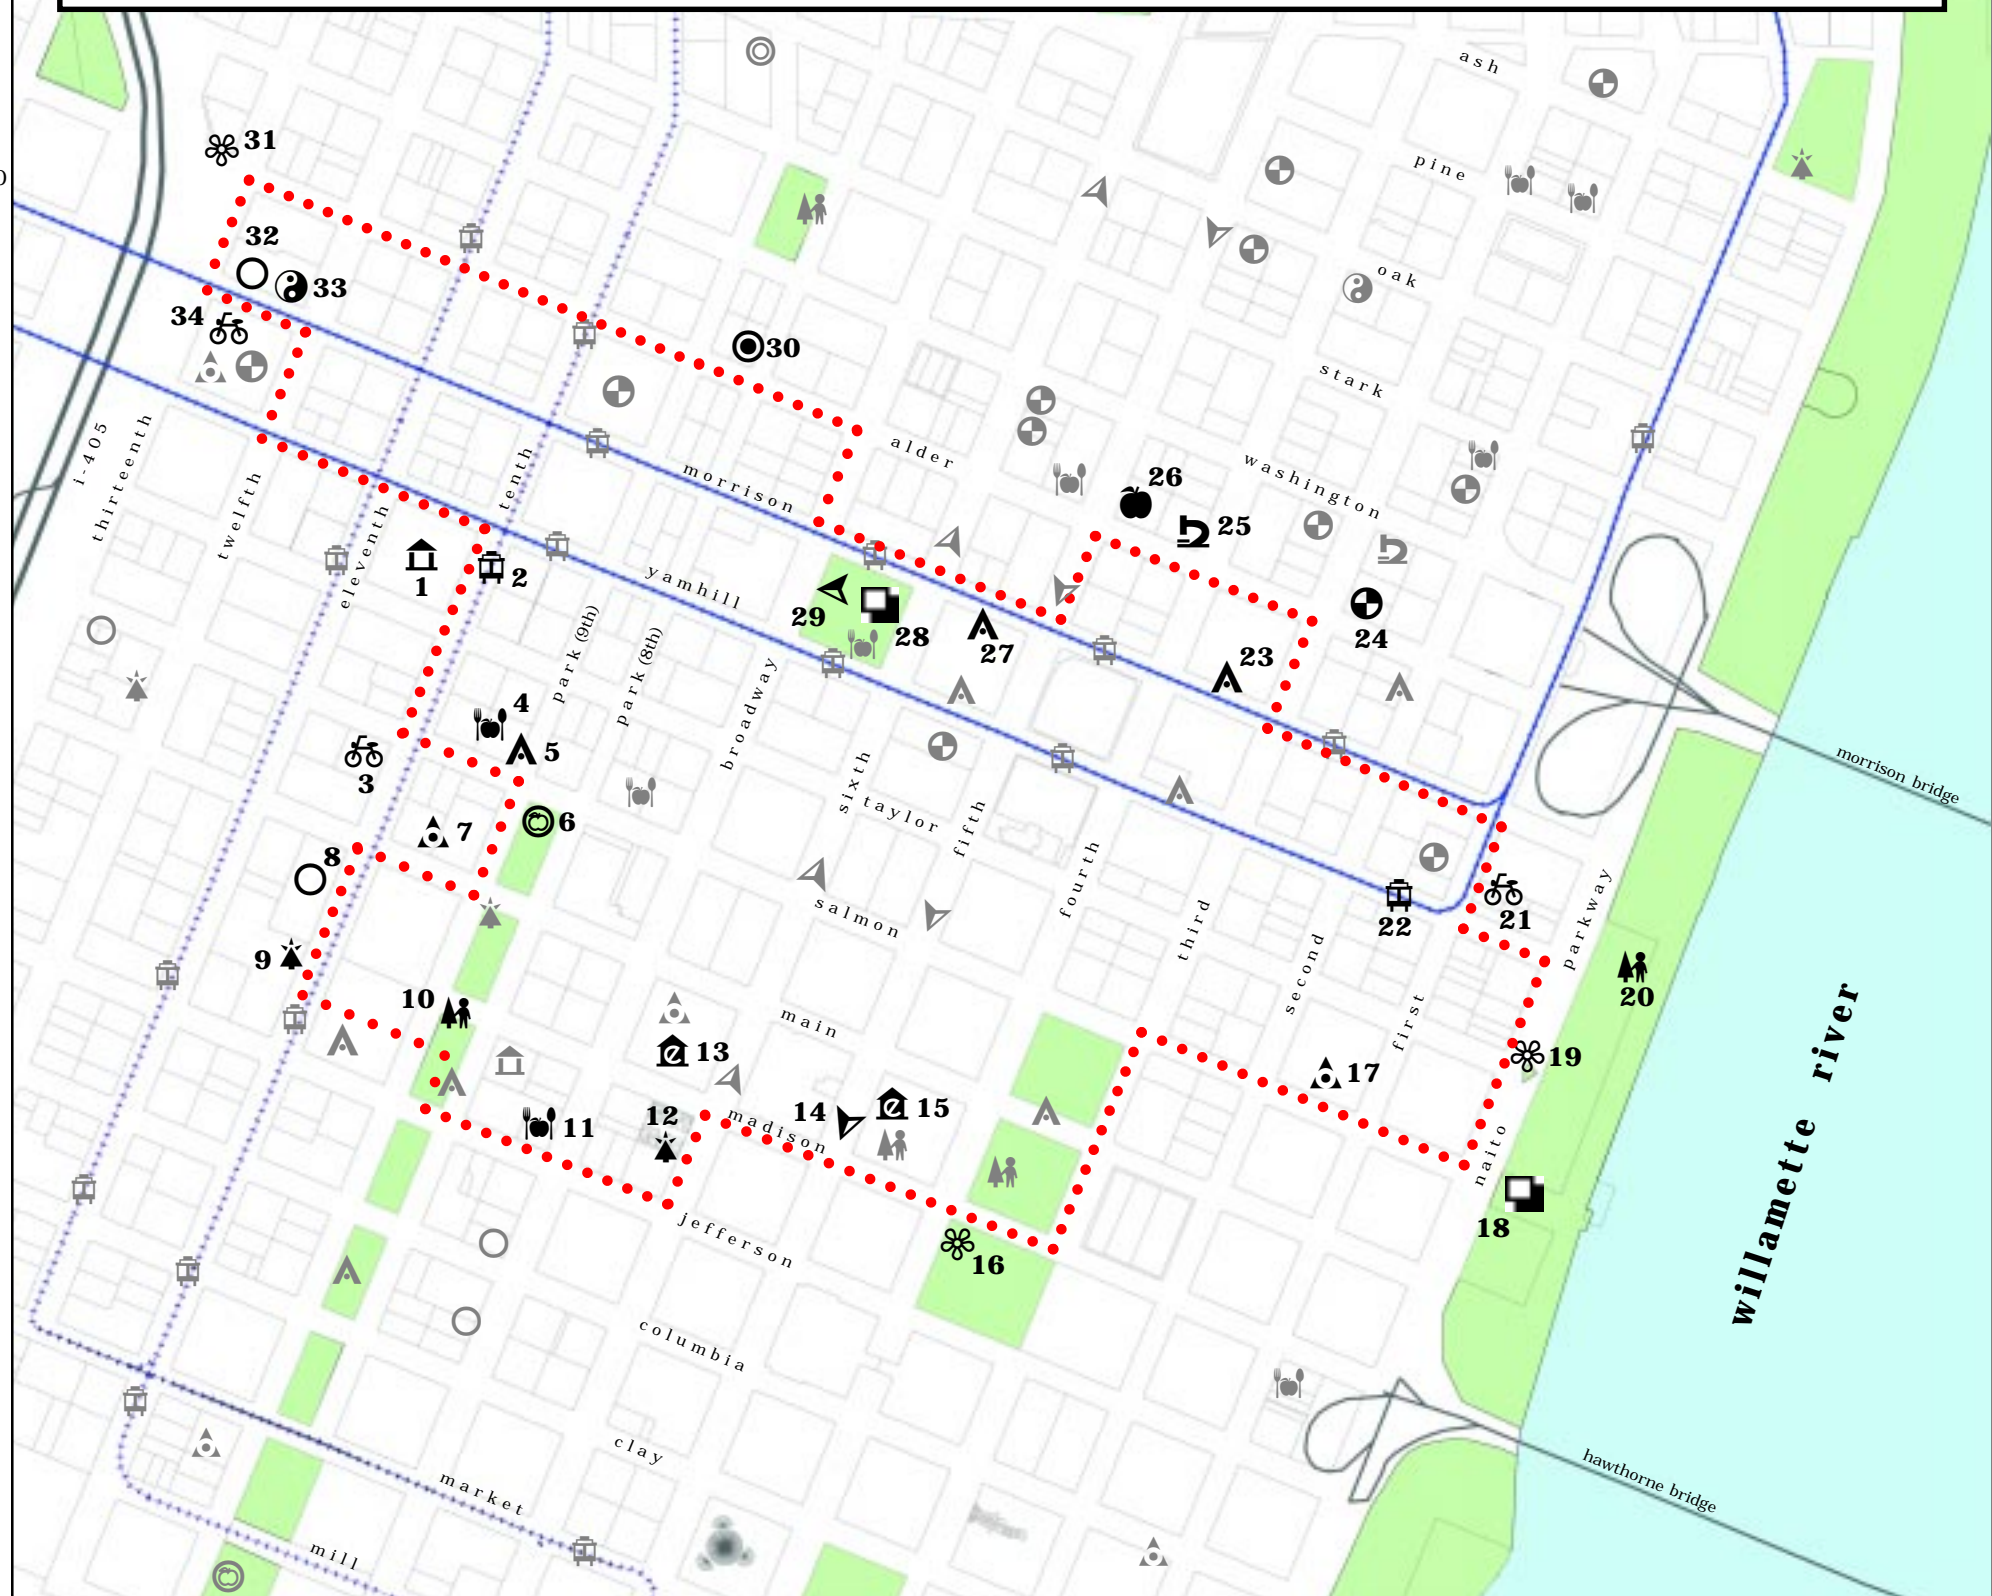 ash
pine
oak
stark
washington
alder
morrison
yamhill
taylor
salmon
main
madison
jefferson
columbia
clay
market
mill
i-405
thirteenth
twelfth
eleventh
tenth
park (9th)
park (8th)
broadway
sixth
fifth
fourth
third
second
first
naito
parkway
morrison bridge
hawthorne bridge
willamette river
0
31
32
33
34
30
26
25
24
23
27
28
29
1
2
3
4
5
6
7
8
9
10
11
12
13
14
15
16
17
18
19
20
21
22